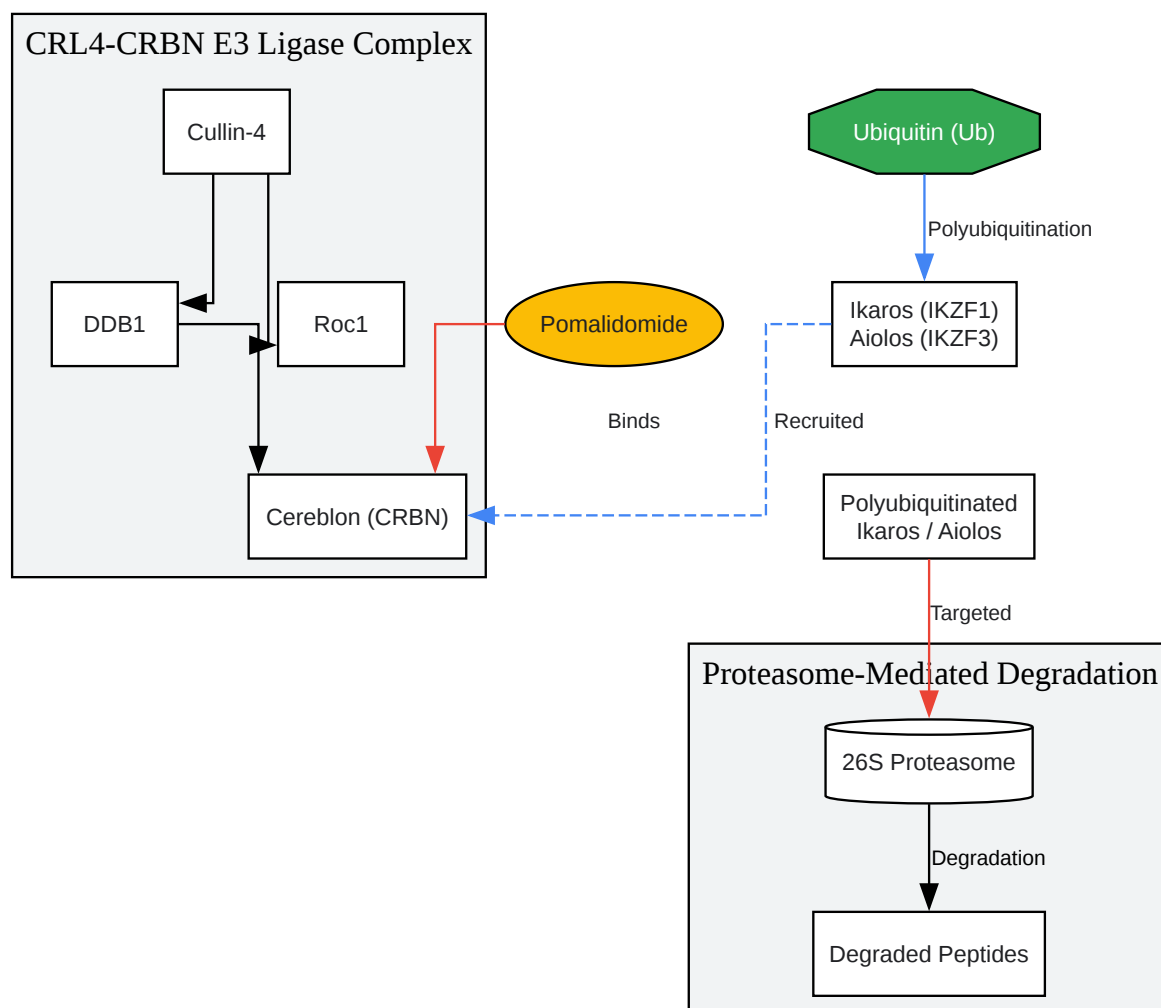 CRL4-CRBN E3 Ligase Complex
Cullin-4
Ubiquitin (Ub)
Polyubiquitination
DDB1
Roc1
Pomalidomide
Ikaros (IKZF1)
Aiolos (IKZF3)
Binds
Recruited
Cereblon (CRBN)
Polyubiquitinated
Ikaros / Aiolos
Targeted
Proteasome-Mediated Degradation
26S Proteasome
Degradation
Degraded Peptides